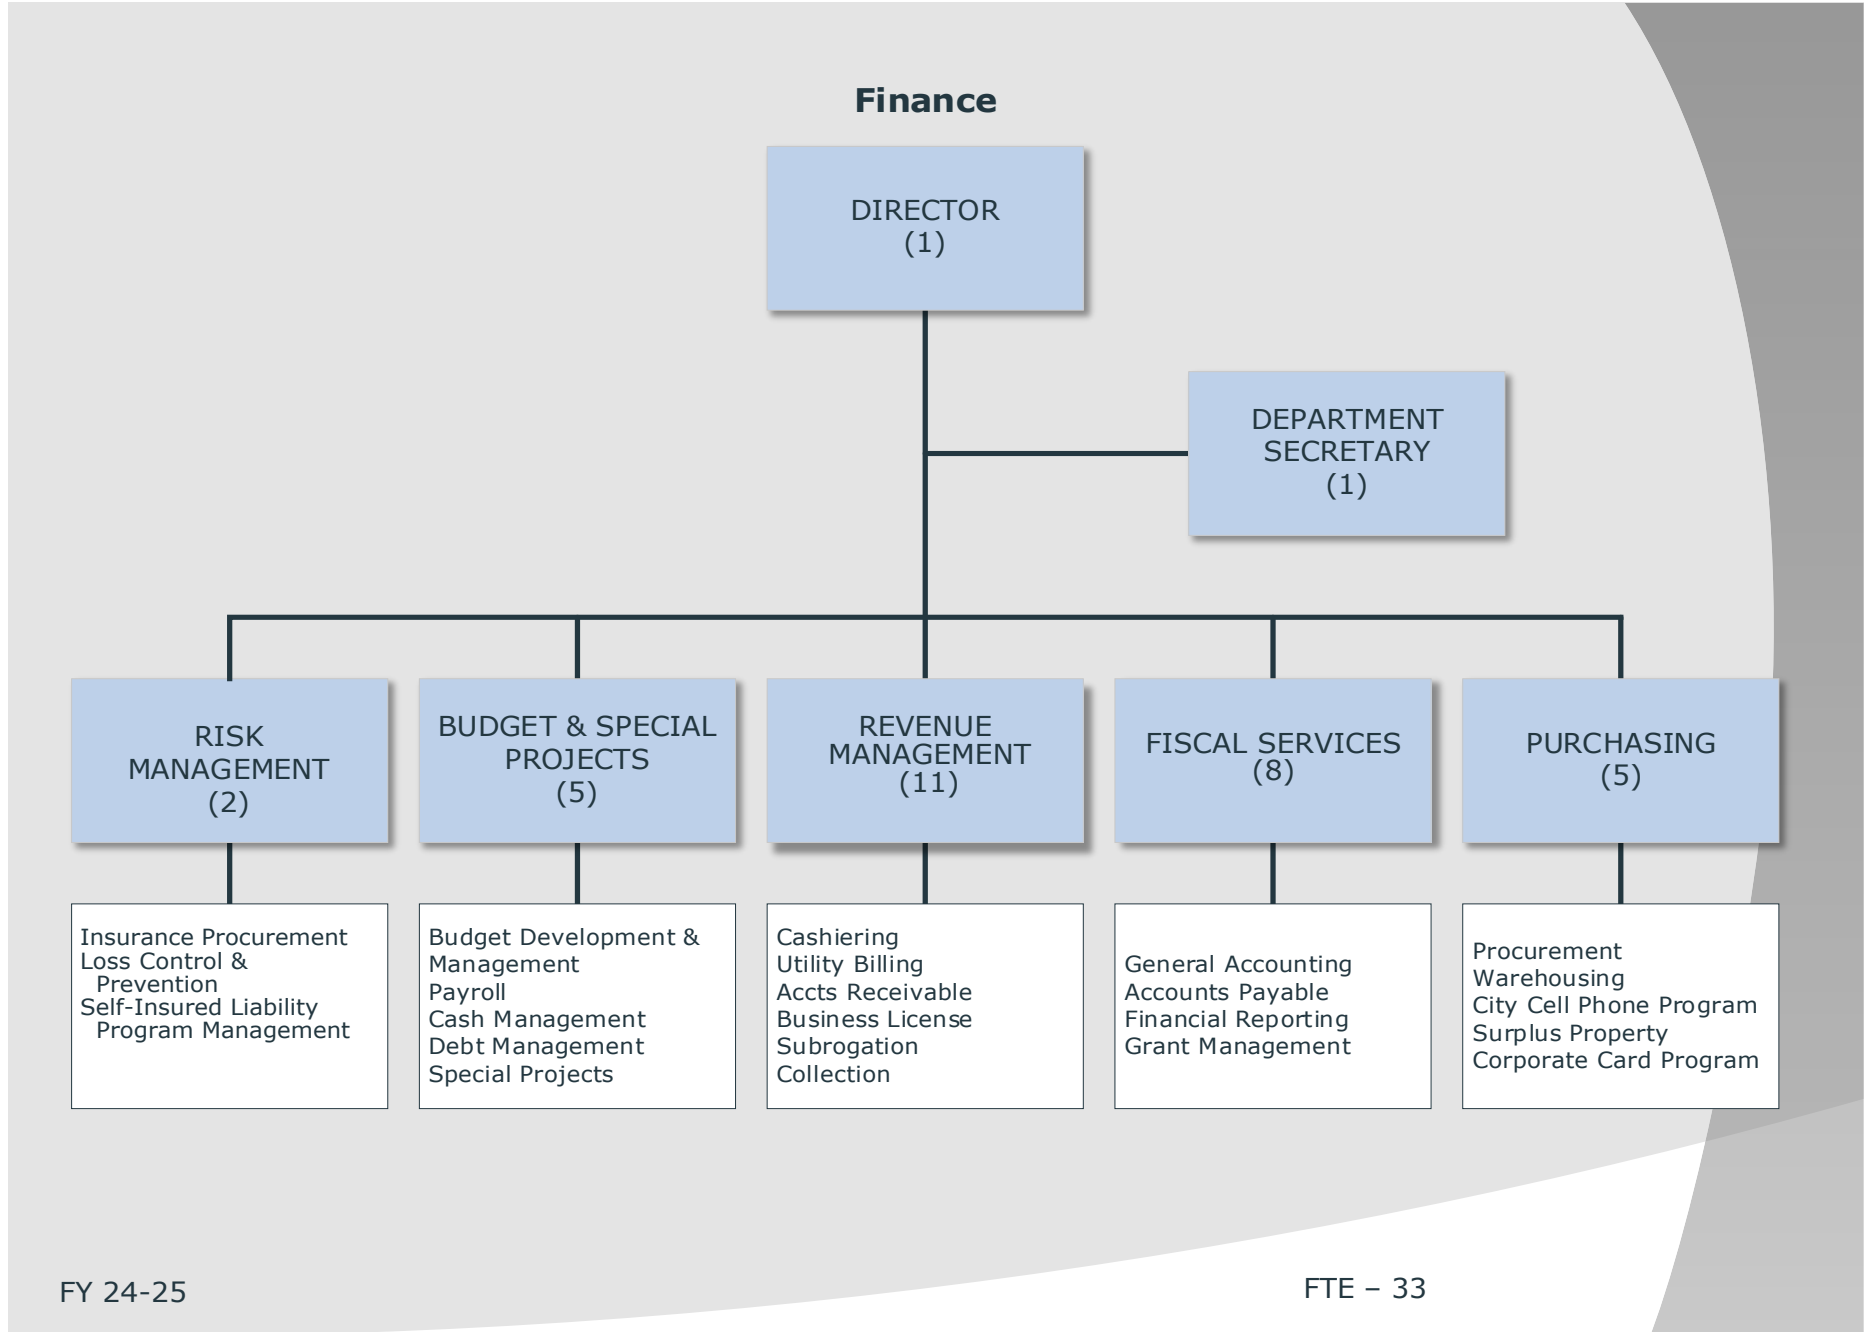 Finance
DIRECTOR
(1)
DEPARTMENT
SECRETARY
(1)
RISK
MANAGEMENT
(2)
BUDGET & SPECIAL
PROJECTS
(5)
REVENUE
MANAGEMENT
(11)
FISCAL SERVICES
(8)
PURCHASING
(5)
Insurance Procurement
Loss Control &
Prevention
Self-Insured Liability
Program Management
Budget Development &
Management
Payroll
Cash Management
Debt Management
Special Projects
Cashiering
Utility Billing
Accts Receivable
Business License
Subrogation
Collection
General Accounting
Accounts Payable
Financial Reporting
Grant Management
Procurement
Warehousing
City Cell Phone Program
Surplus Property
Corporate Card Program
FY 24-25
FTE – 33